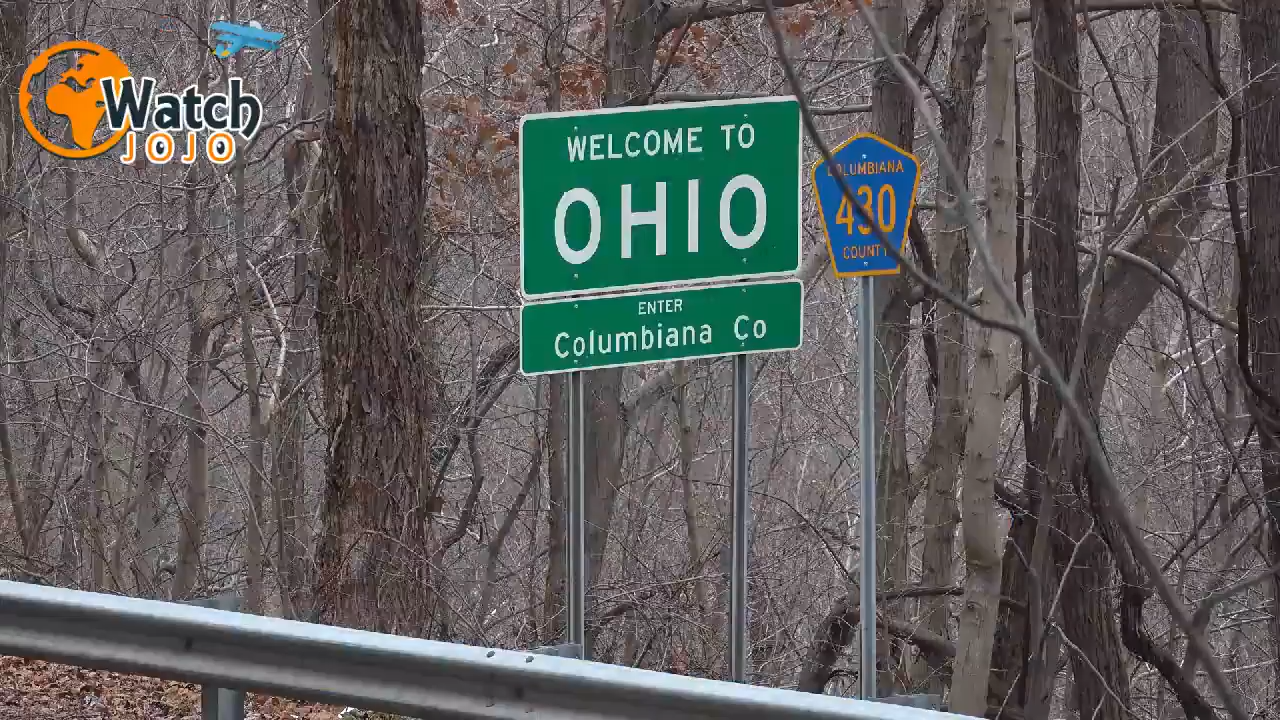 Watch
JOJO
WELCOME TO
OHIO
ENTER
Columbiana Co
COLUMBIANA
430
COUNTY